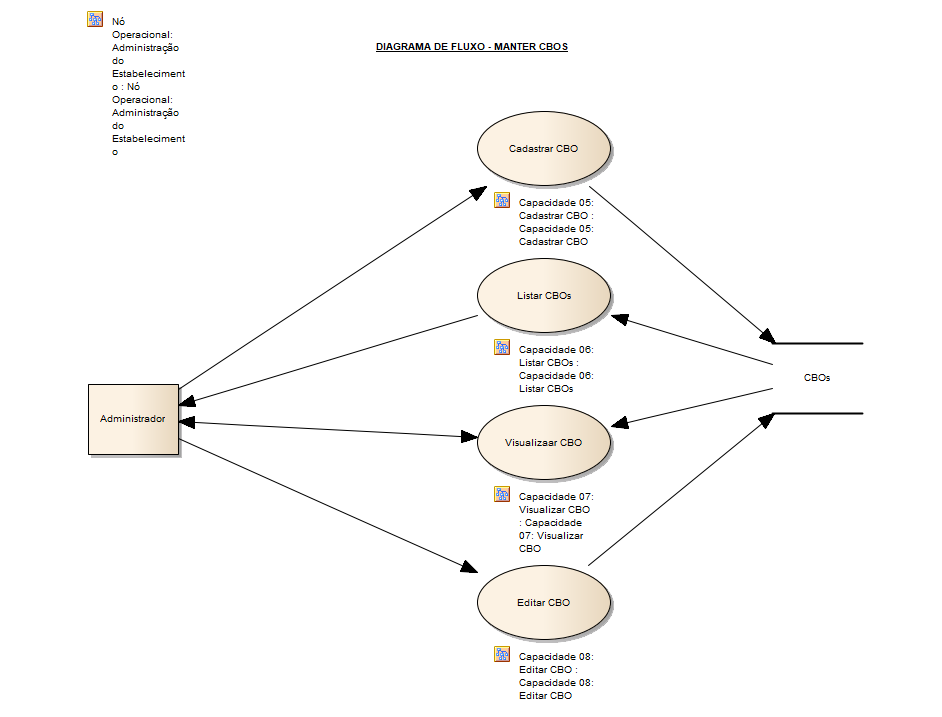 Nó
Operacional:
Administração
do
Estabeleciment
o : Nó
Operacional:
Administração
do
Estabeleciment
o
DIAGRAMA DE FLUXO - MANTER CBOS
Cadastrar CBO
Capacidade 05:
Cadastrar CBO :
Capacidade 05:
Cadastrar CBO
Listar CBOs
Capacidade 06:
Listar CBOs :
Capacidade 06:
Listar CBOs
CBOs
Administrador
Visualizaar CBO
Capacidade 07:
Visualizar CBO
: Capacidade
07: Visualizar
CBO
Editar CBO
Capacidade 08:
Editar CBO :
Capacidade 08:
Editar CBO